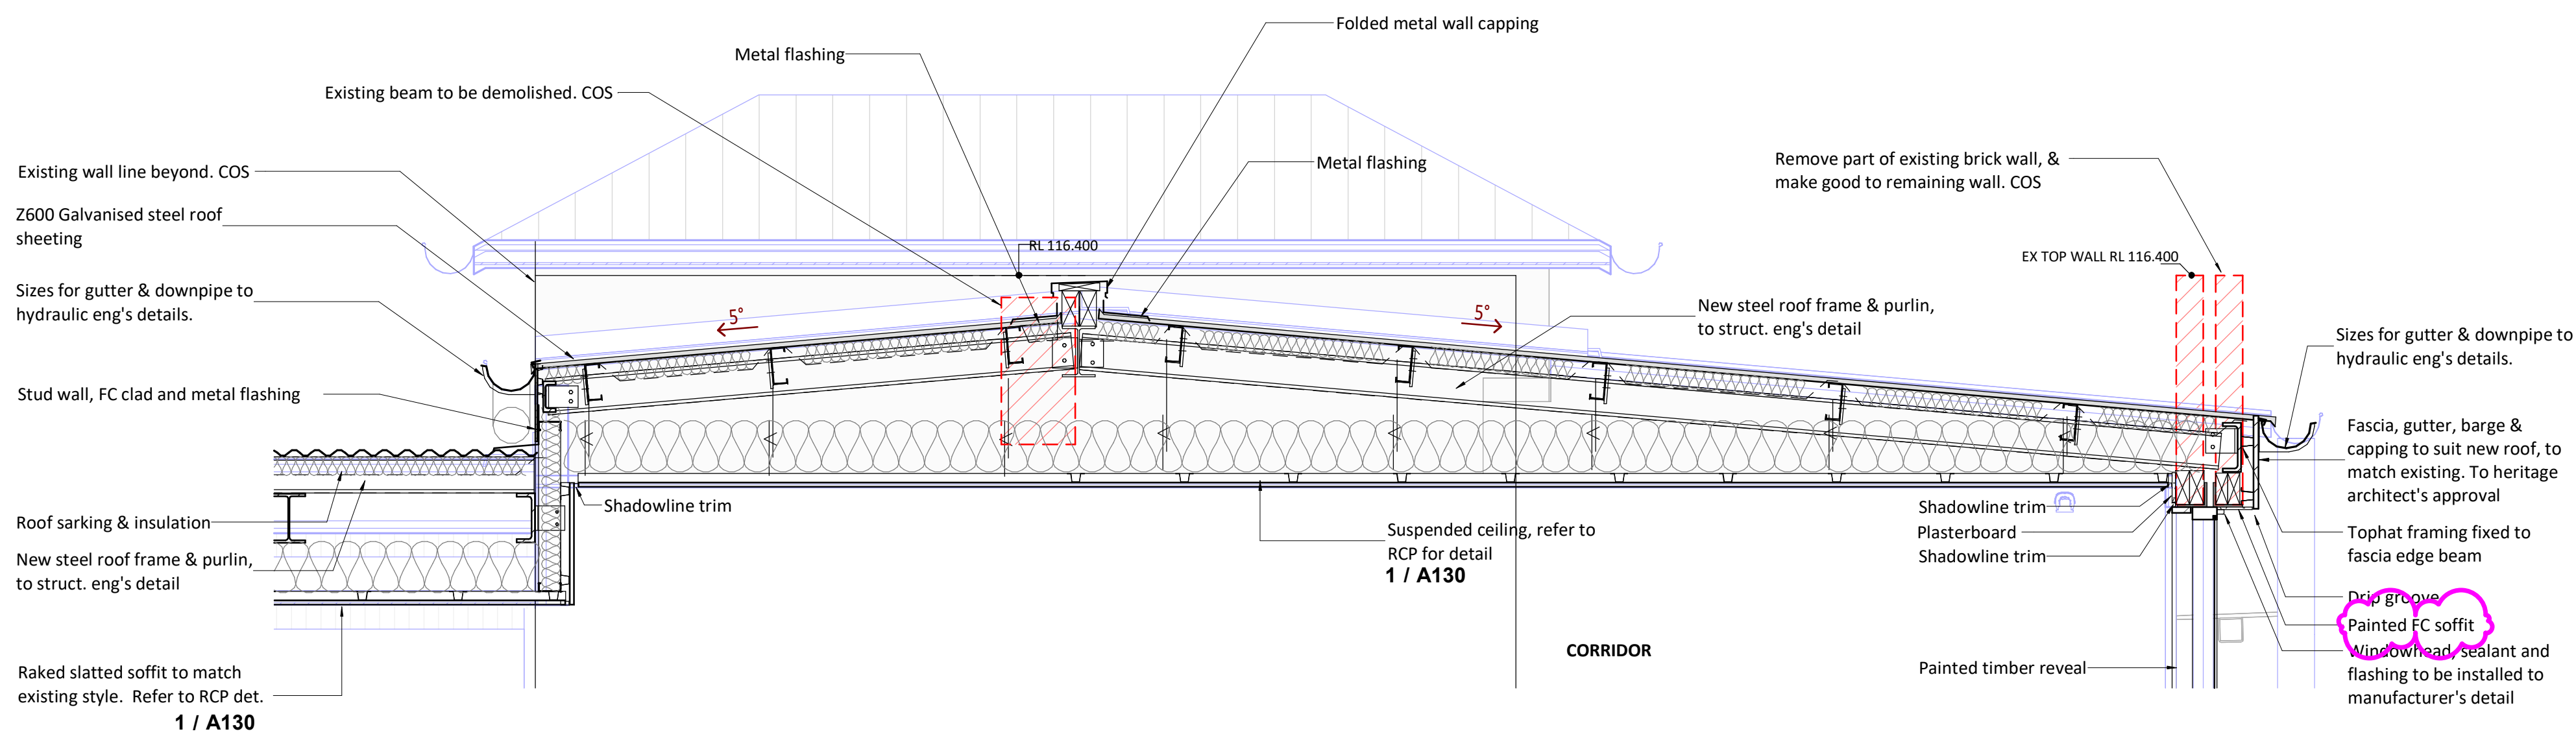 Folded metal wall capping
Metal flashing
Existing beam to be demolished. COS
Existing wall line beyond. COS
Metal flashing
Remove part of existing brick wall, &
make good to remaining wall. COS
Z600 Galvanised steel roof
sheeting
RL 116.400
EX TOP WALL RL 116.400
Sizes for gutter & downpipe to
hydraulic eng's details.
5°
5°
New steel roof frame & purlin,
to struct. eng's detail
Sizes for gutter & downpipe to
hydraulic eng's details.
Stud wall, FC clad and metal flashing
Fascia, gutter, barge &
capping to suit new roof, to
match existing. To heritage
architect's approval
Roof sarking & insulation
Shadowline trim
Suspended ceiling, refer to
RCP for detail
1 / A130
Shadowline trim
Plasterboard
Shadowline trim
Tophat framing fixed to
fascia edge beam
New steel roof frame & purlin,
to struct. eng's detail
Drip groove
Painted FC soffit
Windowhead, sealant and
flashing to be installed to
manufacturer's detail
CORRIDOR
Painted timber reveal
Raked slatted soffit to match
existing style. Refer to RCP det.
1 / A130